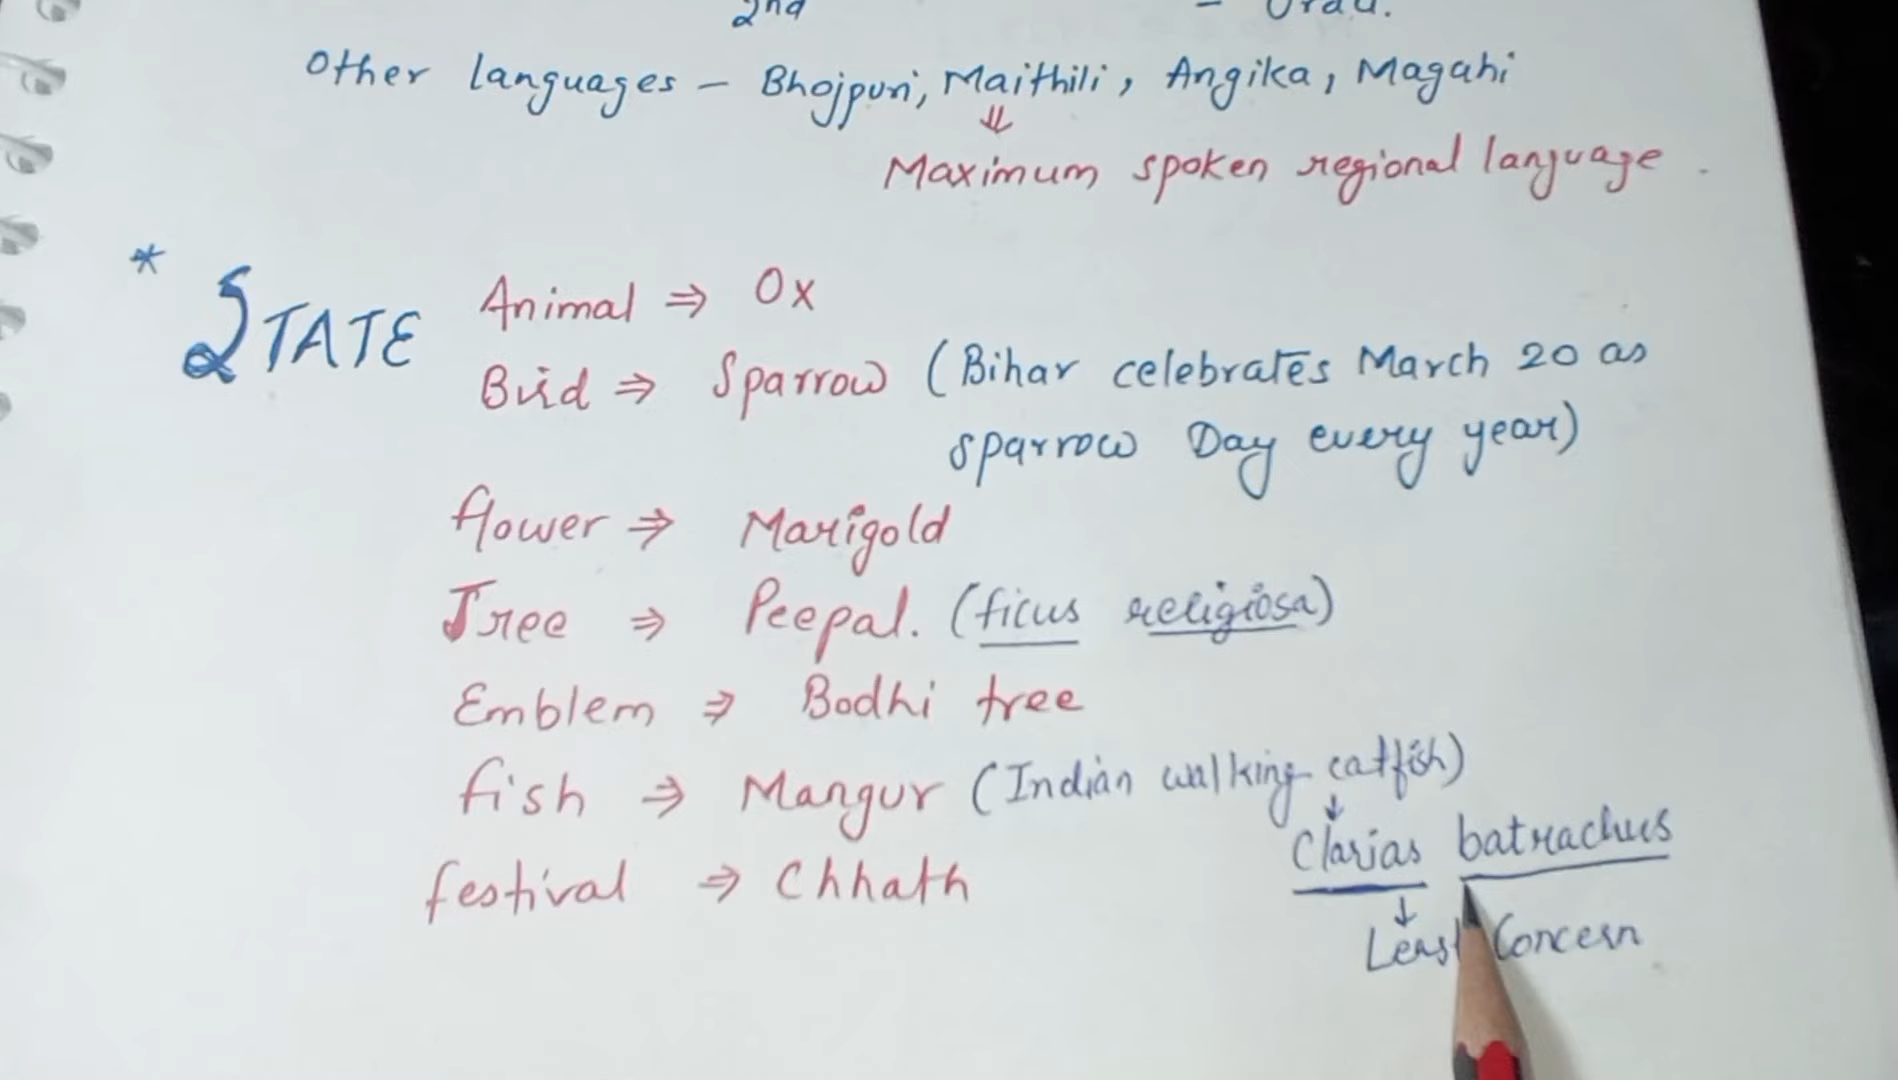 2nd - Urdu.
Other languages - Bhojpuri, Maithili, Angika, Magahi
⇓
Maximum spoken regional language.
* STATE
Animal ⇒ Ox
Bird ⇒ Sparrow (Bihar celebrates March 20 as
sparrow Day every year)
flower ⇒ Marigold
Tree ⇒ Peepal. (ficus religiosa)
Emblem ⇒ Bodhi tree
fish ⇒ Mangur (Indian walking catfish)
↓
Clarias batrachus
festival ⇒ Chhath
↓
Least Concern